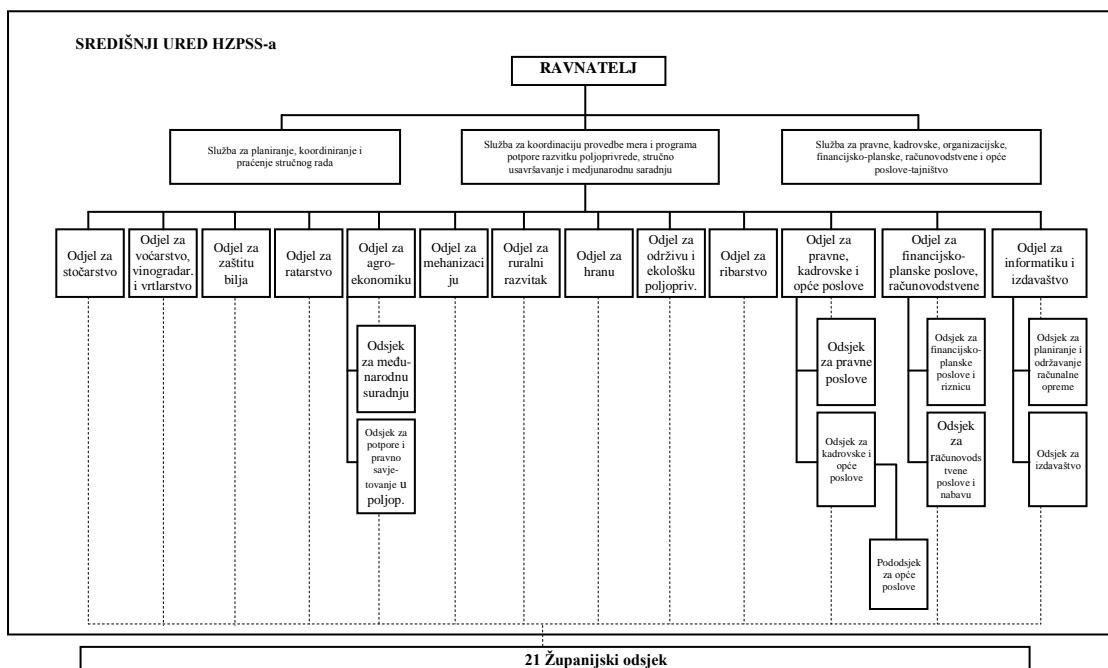 SREDIŠNJI URED HZPSS-a
RAVNATELJ
Služba za planiranje, koordiniranje i
praćenje stručnog rada
Služba za koordinaciju provedbe mera i programa
potpore razvitku poljoprivrede, stručno
usavršavanje i medjunarodnu saradnju
Služba za pravne, kadrovske, organizacijske,
financijsko-planske, računovodstvene i opće
poslove-tajništvo
Odjel za
stočarstvo
Odjel za
voćarstvo,
vinogradar.
i vrtlarstvo
Odjel za
zaštitu
bilja
Odjel za
ratarstvo
Odjel za
agro-
ekonomiku
Odjel za
mehanizaci
ju
Odjel za
ruralni
razvitak
Odjel za
hranu
Odjel za
održivu i
ekološku
poljopriv.
Odjel za
ribarstvo
Odjel za
pravne,
kadrovske i
opće poslove
Odjel za
financijsko-
planske poslove,
računovodstvene
Odjel za
informatiku i
izdavaštvo
Odsjek
za među-
narodnu
suradnju
Odsjek
za pravne
poslove
Odsjek za
financijsko-
planske
poslove i
riznicu
Odsjek za
planiranje i
održavanje
računalne
opreme
Odsjek za
potpore i
pravno
savje-
tovanje u
poljop.
Odsjek za
kadrovske i
opće
poslove
Odsjek
za
računovods
tvene
poslove i
nabavu
Odsjek za
izdavaštvo
Pododsjek
za opće
poslove
21 Županijski odsjek